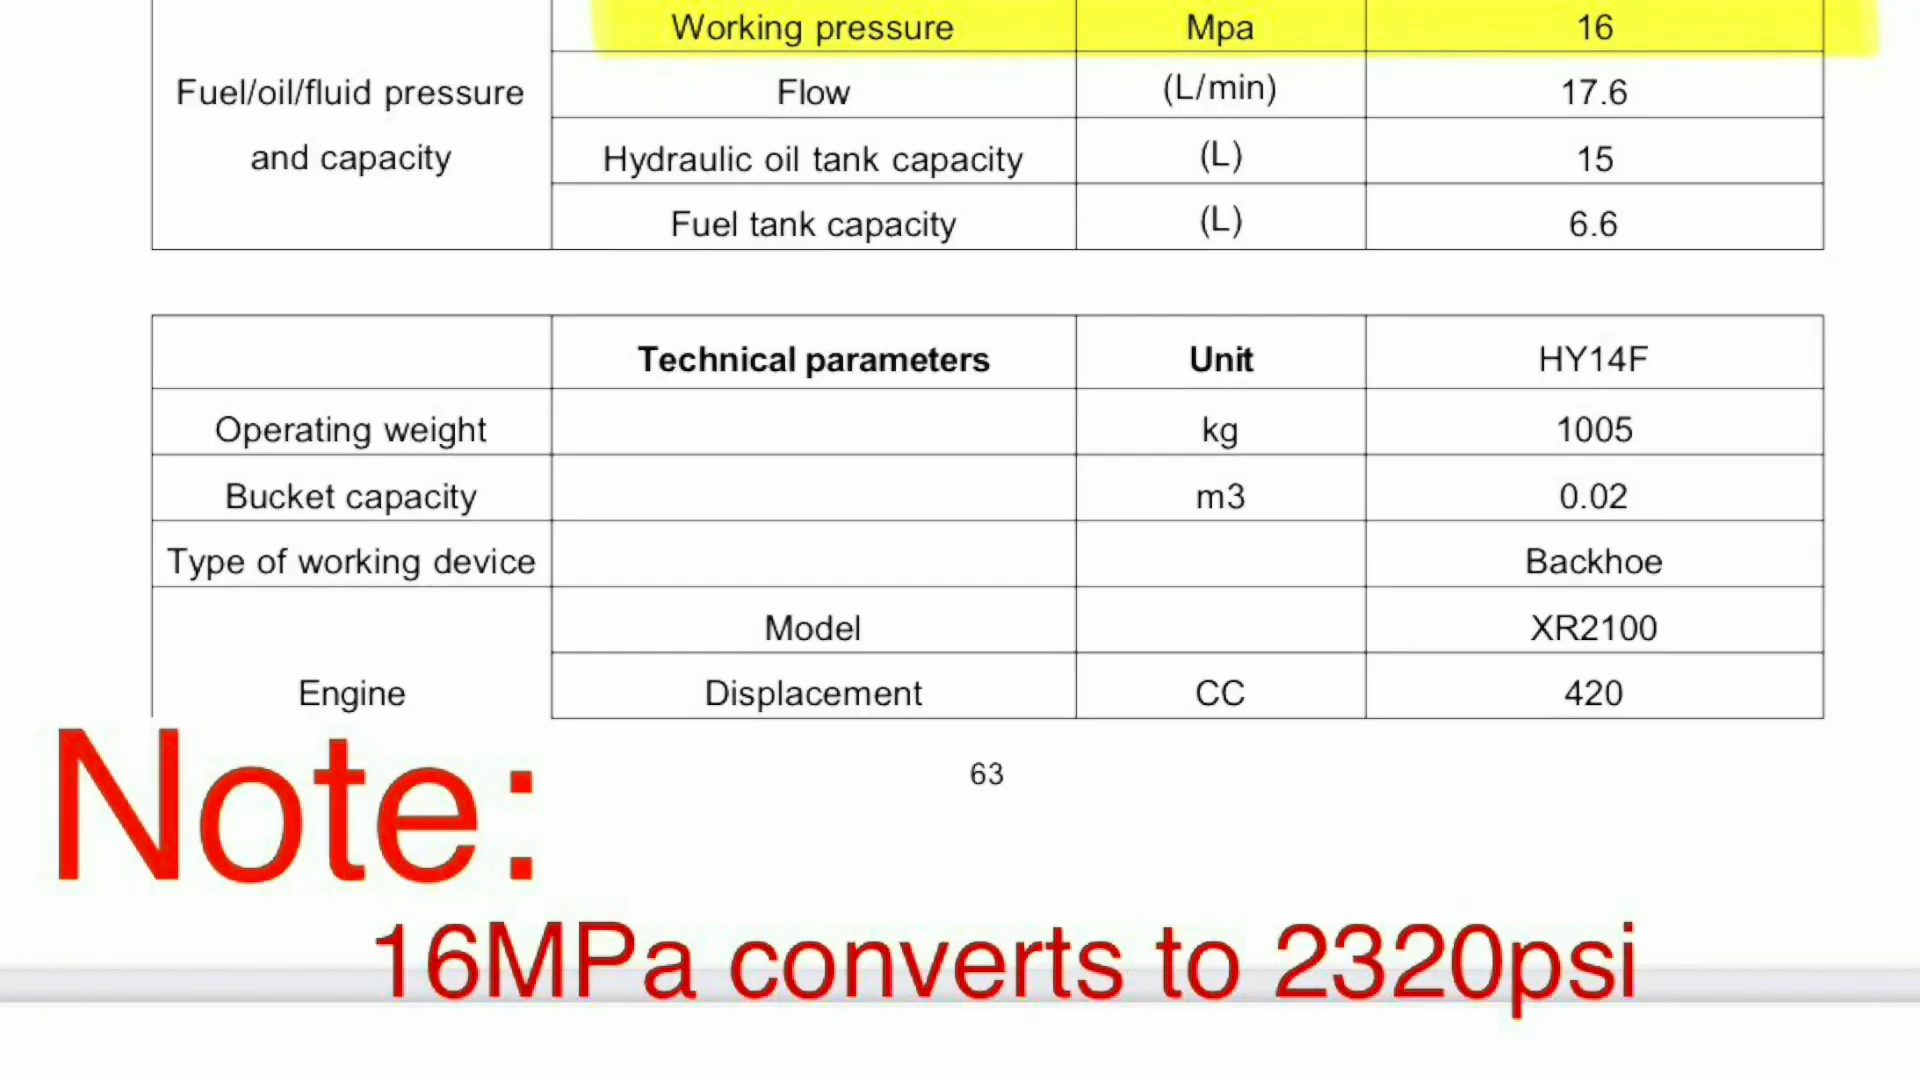 Working pressure Mpa 16
Fuel/oil/fluid pressure and capacity
Flow (L/min) 17.6
Hydraulic oil tank capacity (L) 15
Fuel tank capacity (L) 6.6
Technical parameters Unit HY14F
Operating weight kg 1005
Bucket capacity m3 0.02
Type of working device Backhoe
Engine
Model XR2100
Displacement CC 420
63
Note:
16MPa converts to 2320psi